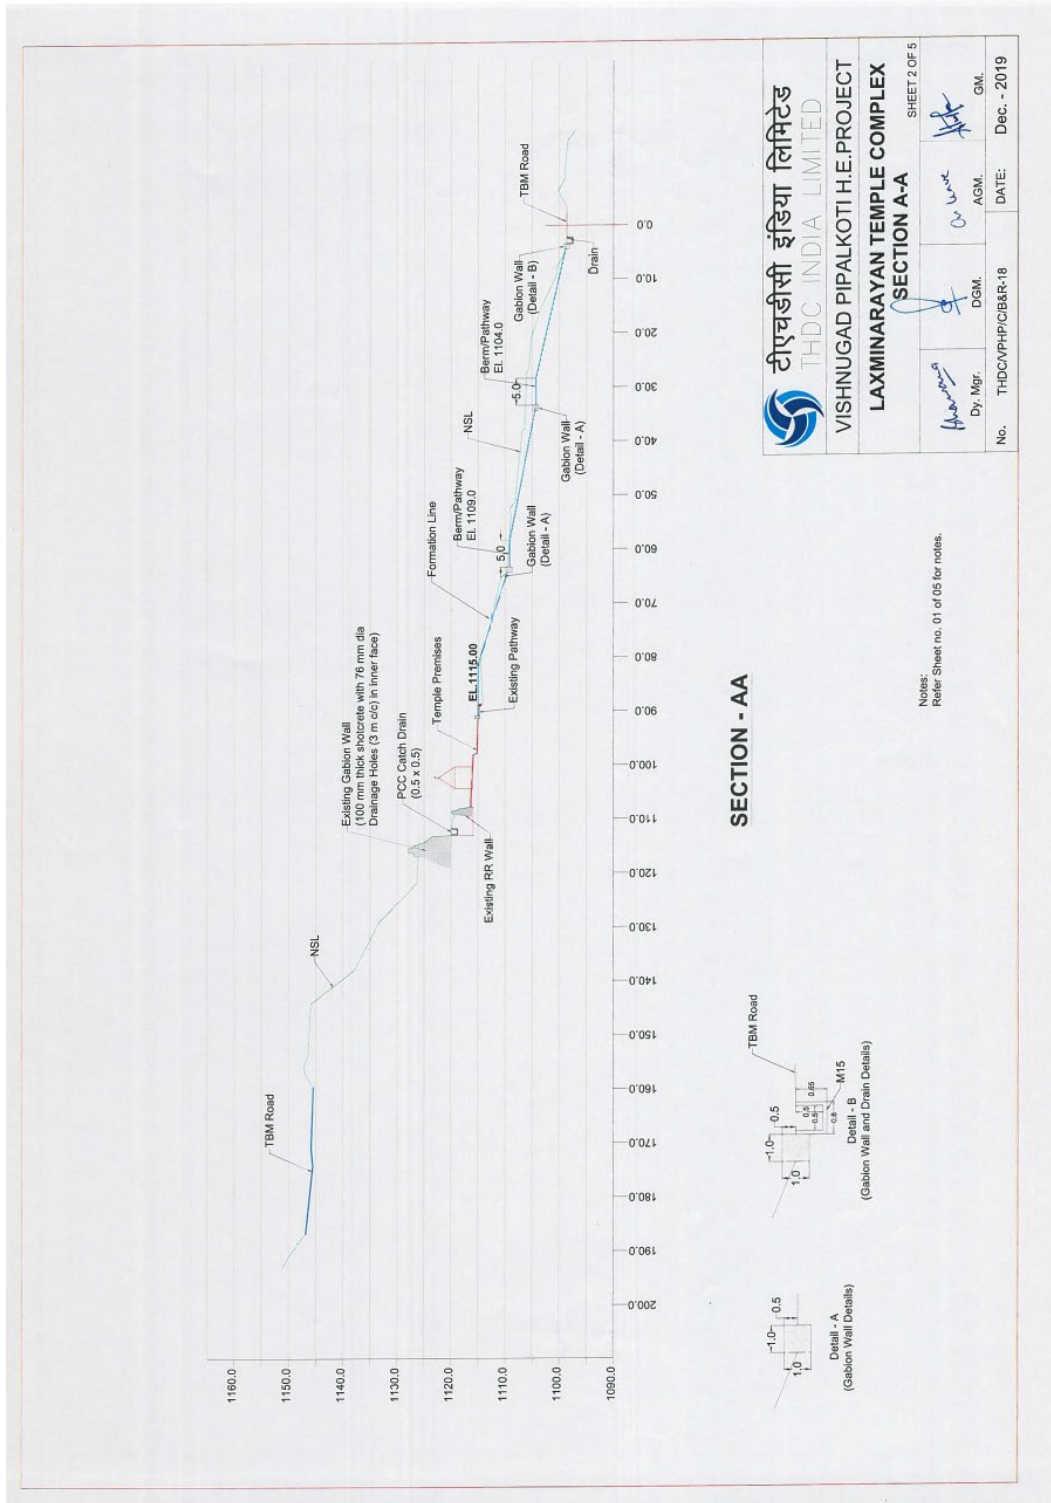 1160.0
1150.0
1140.0
1130.0
1120.0
1110.0
1100.0
1090.0
200.0
190.0
180.0
170.0
160.0
150.0
140.0
130.0
120.0
110.0
100.0
90.0
80.0
70.0
60.0
50.0
40.0
30.0
20.0
10.0
0.0
TBM Road
NSL
Existing Gabion Wall
(100 mm thick shotcrete with 76 mm dia
Drainage Holes (3 m c/c) in inner face)
PCC Catch Drain
(0.5 x 0.5)
Existing RR Wall
Temple Premises
EL.1115.00
Existing Pathway
Formation Line
Berm/Pathway
El. 1109.0
5.0
Gabion Wall
(Detail - A)
NSL
Berm/Pathway
El. 1104.0
5.0
Gabion Wall
(Detail - A)
Gabion Wall
(Detail - B)
Drain
TBM Road
SECTION - AA
1.0
0.5
1.0
Detail - A
(Gabion Wall Details)
1.0
0.5
1.0
TBM Road
0.5
0.5
0.65
0.8
M15
Detail - B
(Gabion Wall and Drain Details)
Notes:
Refer Sheet no. 01 of 05 for notes.
टीएचडीसी इंडिया लिमिटेड
THDC INDIA LIMITED
VISHNUGAD PIPALKOTI H.E.PROJECT
LAXMINARAYAN TEMPLE COMPLEX
SECTION A-A
SHEET 2 OF 5
on leave
Dy. Mgr.
DGM.
AGM.
GM.
No.
THDC/VPHP/C/B&R-18
DATE:
Dec. - 2019